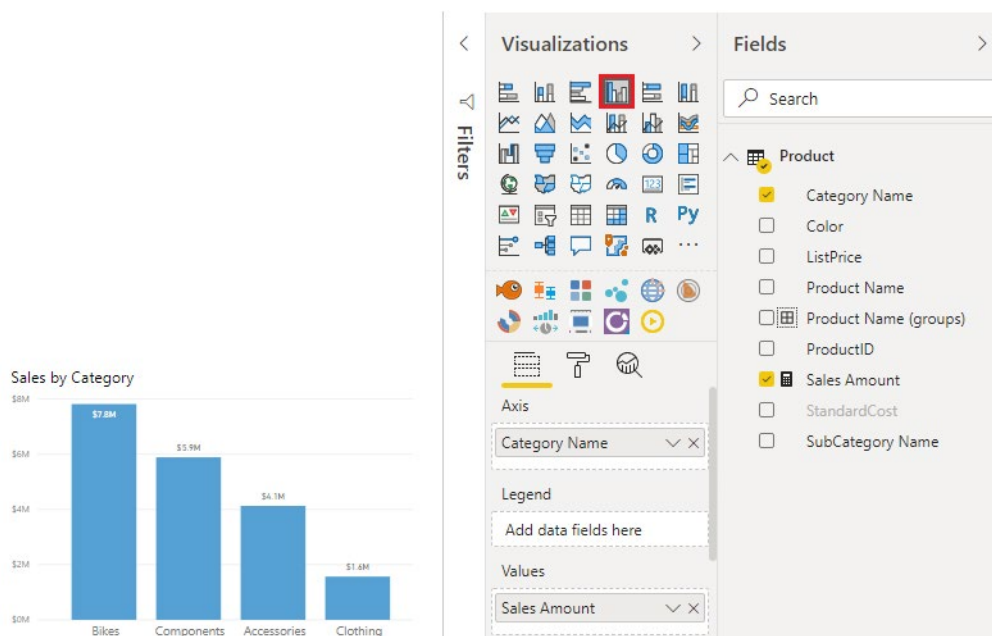 Sales by Category
$8M
$6M
$4M
$2M
$0M
$7.8M
$5.9M
$4.1M
$1.6M
Bikes
Components
Accessories
Clothing
Filters
Visualizations
123
R
Py
Axis
Category Name
Legend
Add data fields here
Values
Sales Amount
Fields
Search
Product
Category Name
Color
ListPrice
Product Name
Product Name (groups)
ProductID
Sales Amount
StandardCost
SubCategory Name